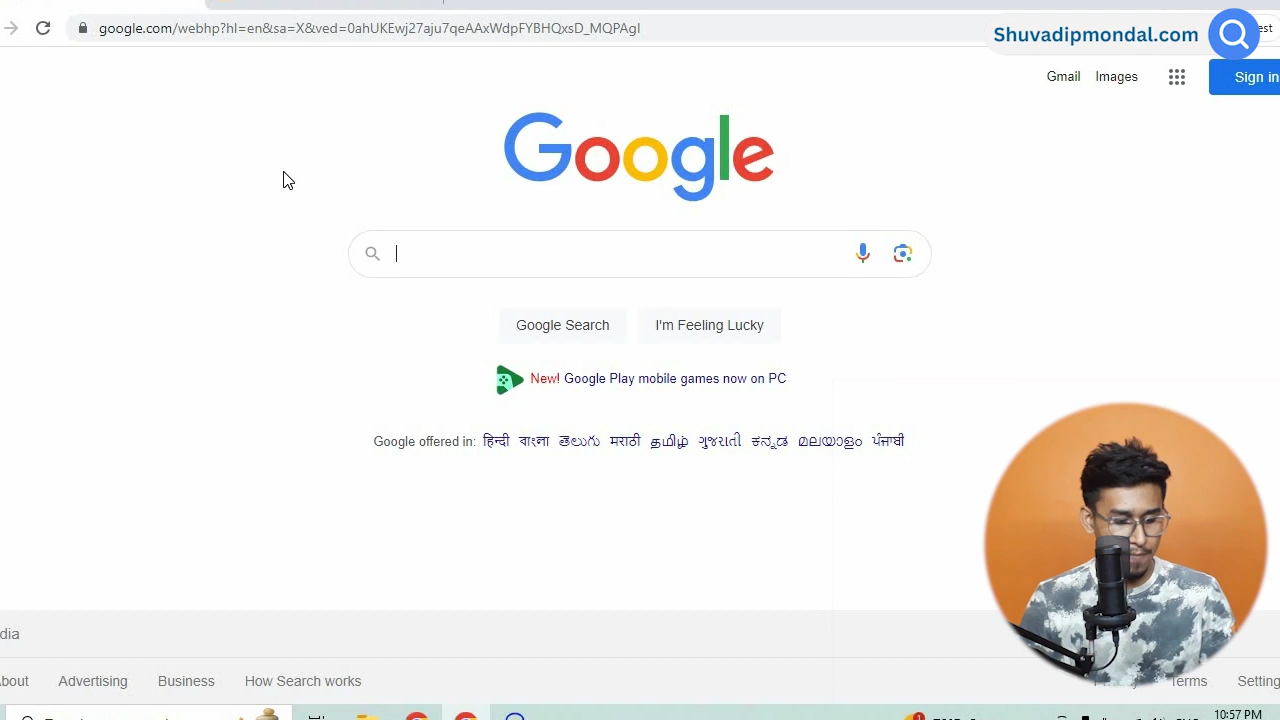 google.com/webhp?hl=en&sa=X&ved=0ahUKEwj27aju7qeAAxWdpFYBHQxsD_MQPAgI
Shuvadipmondal.com
Gmail Images Sign in
Google
Google Search I'm Feeling Lucky
New! Google Play mobile games now on PC
Google offered in: हिन्दी বাংলা తెలుగు मराठी தமிழ் ગુજરાતી ಕನ್ನಡ മലയാളം ਪੰਜਾਬੀ
dia
bout Advertising Business How Search works Terms Setting
10:57 PM